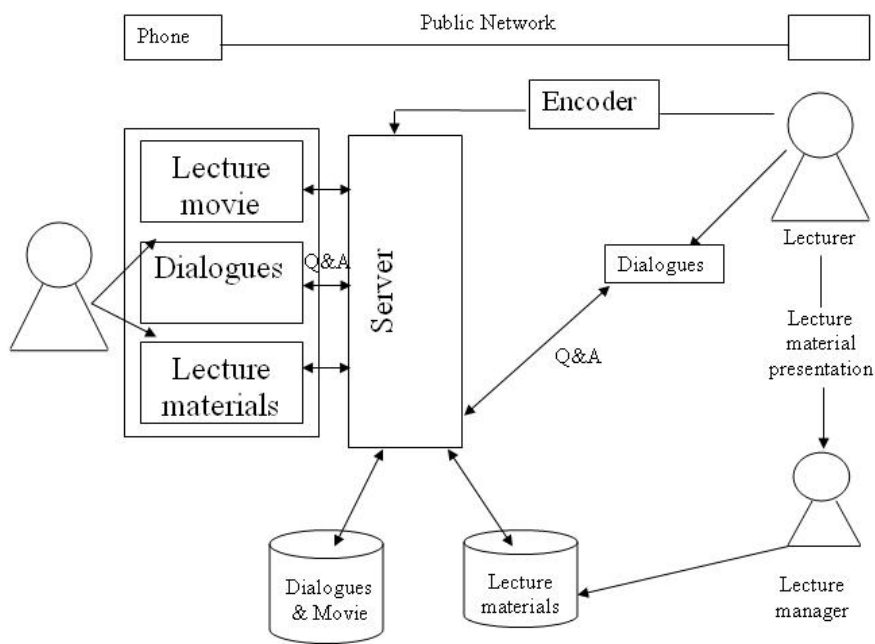 Phone
Public Network
Encoder
Lecture
movie
Dialogues
Q&A
Lecture
materials
Server
Dialogues
Q&A
Lecturer
Lecture
material
presentation
Dialogues
& Movie
Lecture
materials
Lecture
manager